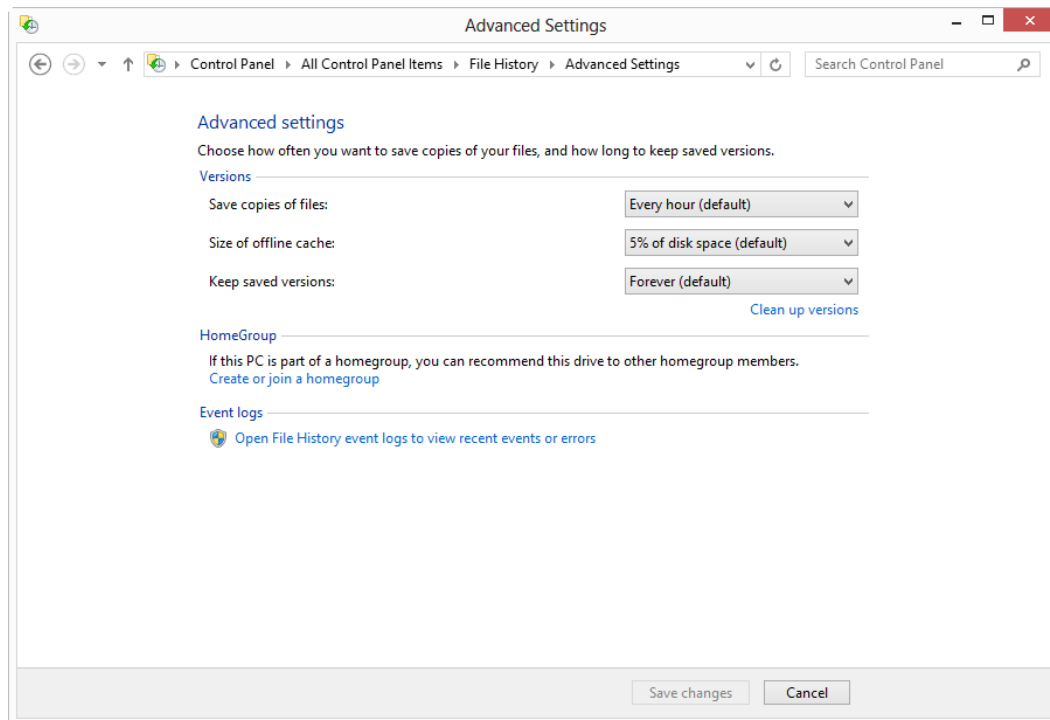 Advanced Settings
Control Panel All Control Panel Items File History Advanced Settings Search Control Panel
Advanced settings
Choose how often you want to save copies of your files, and how long to keep saved versions.
Versions
Save copies of files: Every hour (default)
Size of offline cache: 5% of disk space (default)
Keep saved versions: Forever (default)
Clean up versions
HomeGroup
If this PC is part of a homegroup, you can recommend this drive to other homegroup members.
Create or join a homegroup
Event logs
Open File History event logs to view recent events or errors
Save changes Cancel